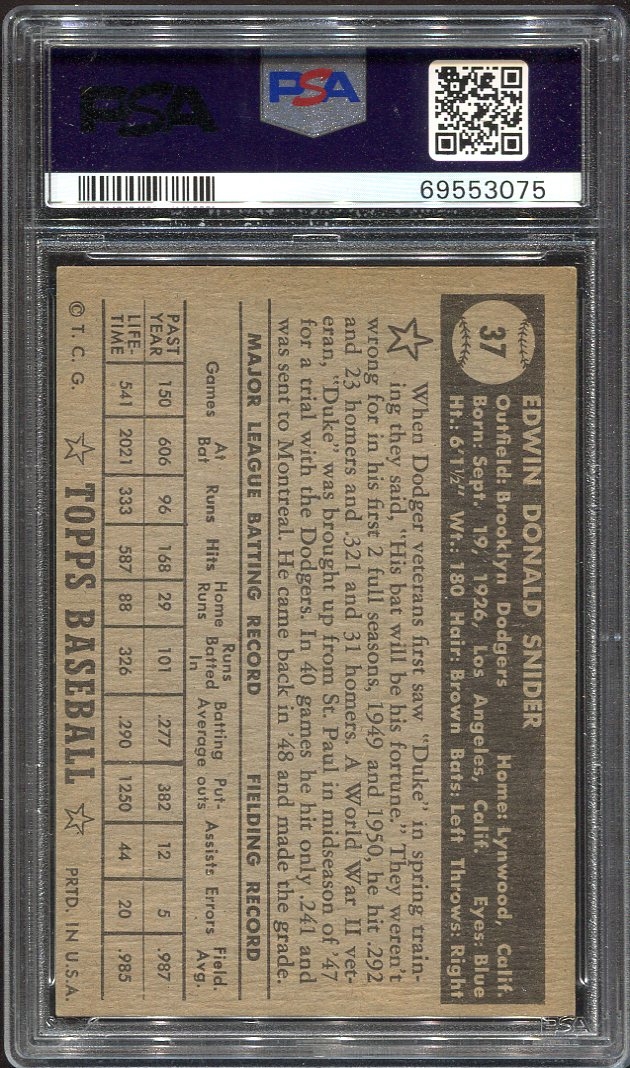 PSA
PSA
69553075
37
EDWIN DONALD SNIDER
Outfield: Brooklyn Dodgers Home: Lynwood, Calif.
Born: Sept. 19, 1926, Los Angeles, Calif. Eyes: Blue
Ht.: 6'1½" Wt.: 180 Hair: Brown Bats: Left Throws: Right
When Dodger veterans first saw "Duke" in spring train-
ing they said, "His bat will be his fortune." They weren't
wrong for in his first 2 full seasons, 1949 and 1950, he hit .292
and 23 homers and .321 and 31 homers. A World War II vet-
eran, "Duke" was brought up from St. Paul in midseason of '47
for a trial with the Dodgers. In 40 games he hit only .241 and
was sent to Montreal. He came back in '48 and made the grade.
MAJOR LEAGUE BATTING RECORD FIELDING RECORD
Games At Bat Runs Hits Home Runs Runs Batted In Batting Average Put-outs Assists Errors Field. Avg.
PAST YEAR 150 606 96 168 29 101 .277 382 12 5 .987
LIFE-TIME 541 2021 333 587 88 326 .290 1250 44 20 .985
© T. C. G. ☆ TOPPS BASEBALL ☆ PRTD. IN U.S.A.
PSA